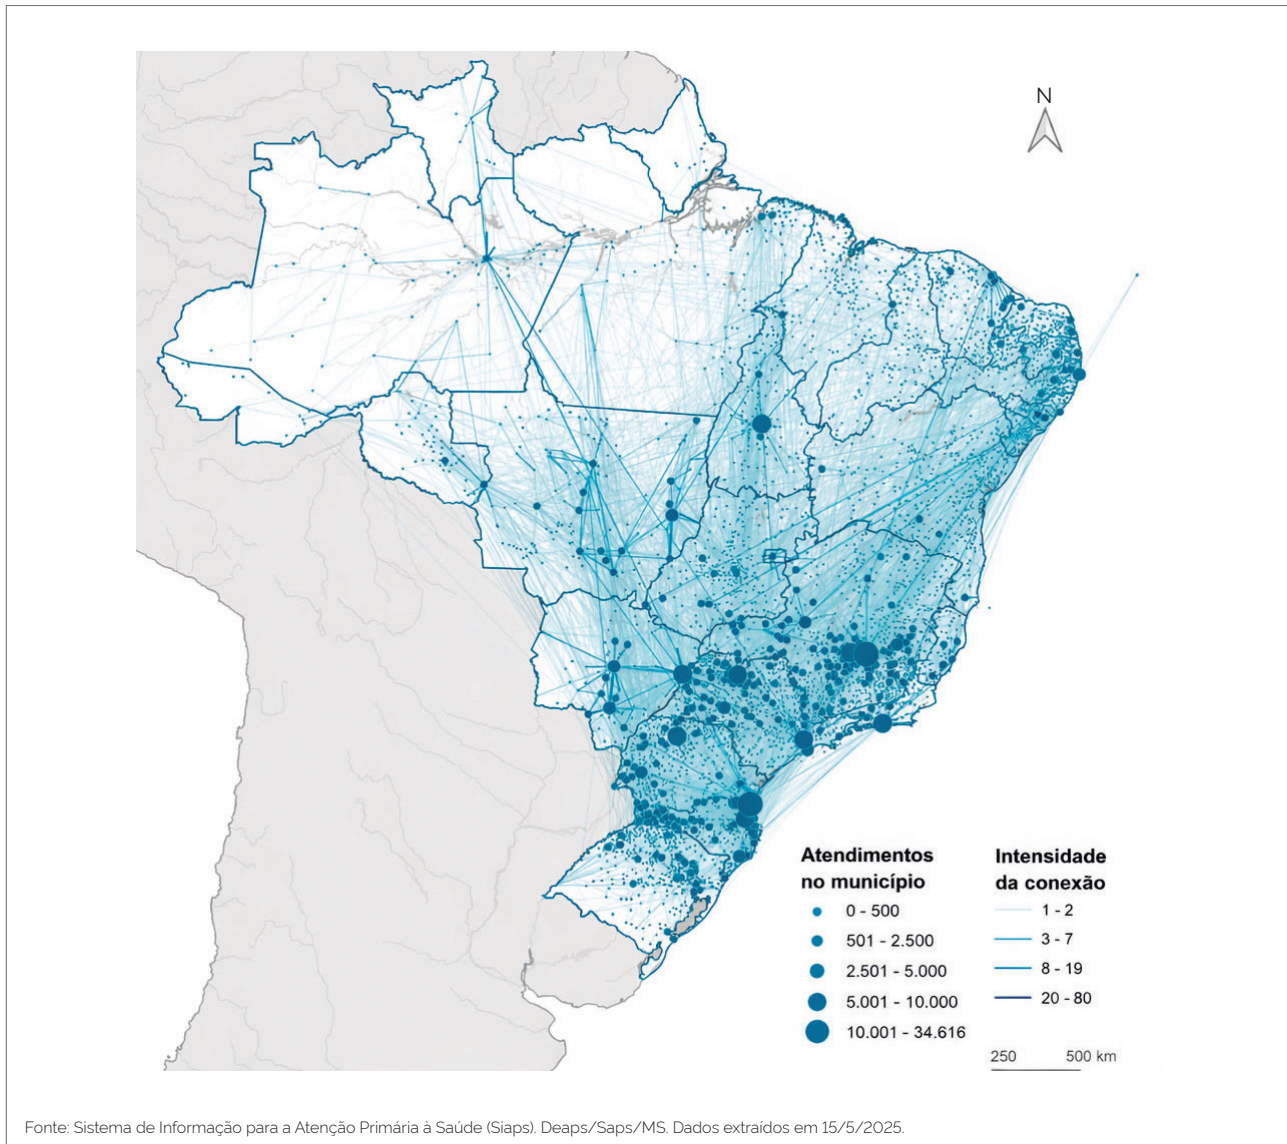 N
Atendimentos
no município
0 - 500
501 - 2.500
2.501 - 5.000
5.001 - 10.000
10.001 - 34.616
Intensidade
da conexão
1 - 2
3 - 7
8 - 19
20 - 80
250 500 km
Fonte: Sistema de Informação para a Atenção Primária à Saúde (Siaps). Deaps/Saps/MS. Dados extraídos em 15/5/2025.